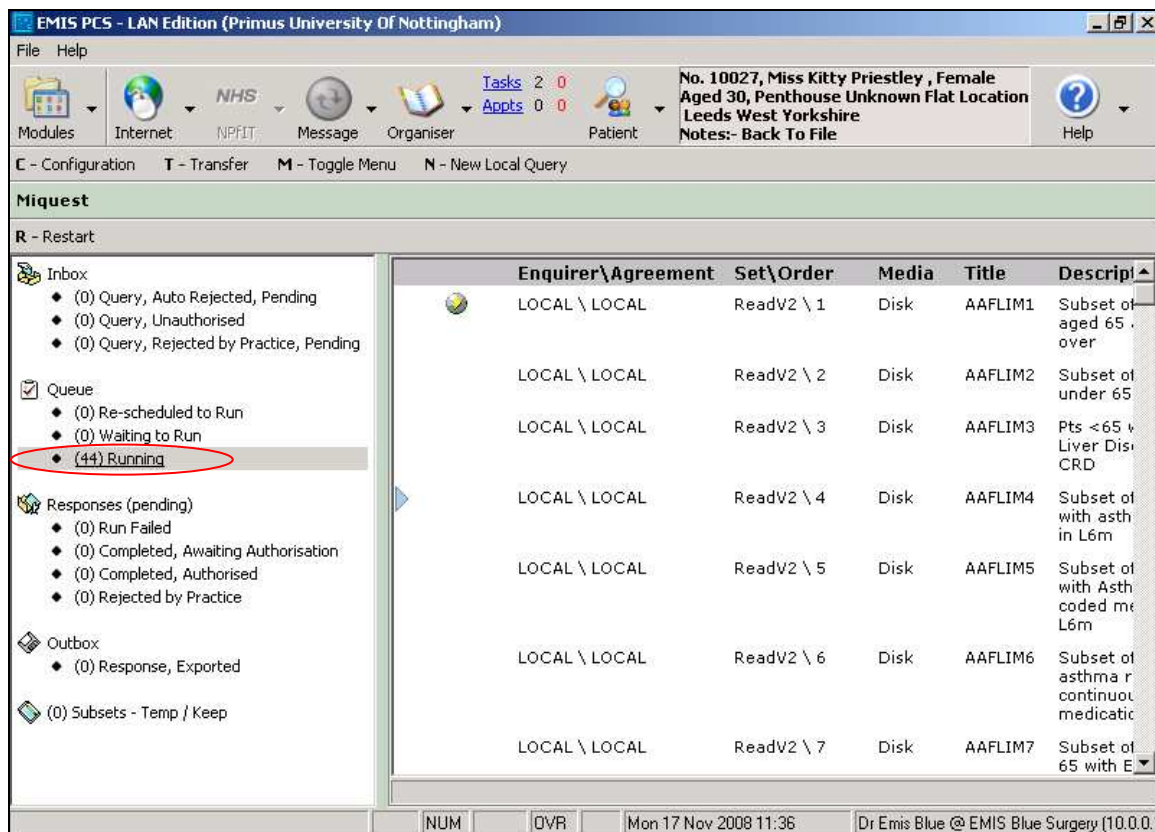 EMIS PCS - LAN Edition (Primus University Of Nottingham)
File Help
Modules Internet NHS NPfIT Message Organiser Tasks 2 0 Appts 0 0 Patient
No. 10027, Miss Kitty Priestley , Female
Aged 30, Penthouse Unknown Flat Location
Leeds West Yorkshire
Notes:- Back To File
Help
C - Configuration T - Transfer M - Toggle Menu N - New Local Query
Miquest
R - Restart
Inbox
(0) Query, Auto Rejected, Pending
(0) Query, Unauthorised
(0) Query, Rejected by Practice, Pending
Queue
(0) Re-scheduled to Run
(0) Waiting to Run
(44) Running
Responses (pending)
(0) Run Failed
(0) Completed, Awaiting Authorisation
(0) Completed, Authorised
(0) Rejected by Practice
Outbox
(0) Response, Exported
(0) Subsets - Temp / Keep
Enquirer\Agreement Set\Order Media Title Descript
LOCAL \ LOCAL ReadV2 \ 1 Disk AAFLIM1 Subset of
aged 65
over
LOCAL \ LOCAL ReadV2 \ 2 Disk AAFLIM2 Subset of
under 65
LOCAL \ LOCAL ReadV2 \ 3 Disk AAFLIM3 Pts <65
Liver Dis
CRD
LOCAL \ LOCAL ReadV2 \ 4 Disk AAFLIM4 Subset of
with asth
in L6m
LOCAL \ LOCAL ReadV2 \ 5 Disk AAFLIM5 Subset of
with Asth
coded me
L6m
LOCAL \ LOCAL ReadV2 \ 6 Disk AAFLIM6 Subset of
asthma r
continuou
medicatio
LOCAL \ LOCAL ReadV2 \ 7 Disk AAFLIM7 Subset of
65 with E
NUM OVR Mon 17 Nov 2008 11:36 Dr Emis Blue @ EMIS Blue Surgery (10.0.0.